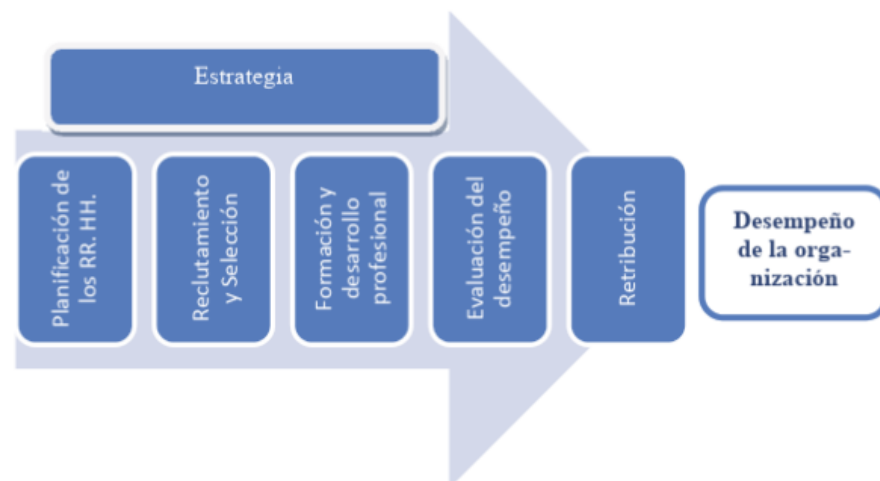 Estrategia
Planificación de
los RR. HH.
Reclutamiento
y Selección
Formación y
desarrollo
profesional
Evaluación del
desempeño
Retribución
Desempeño
de la orga-
nización